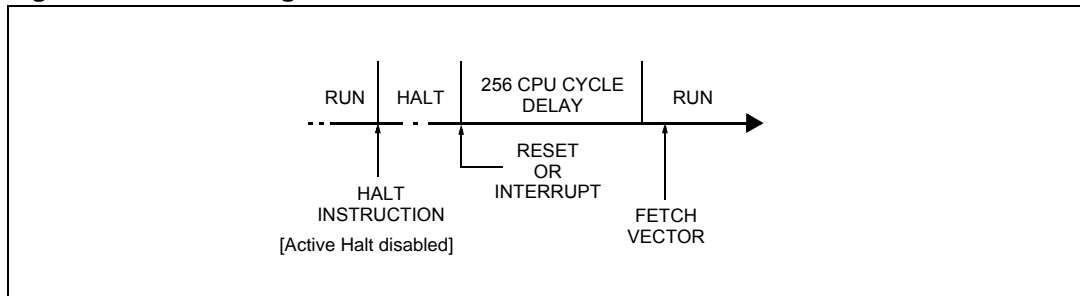 RUN
HALT
256 CPU CYCLE
DELAY
RUN
RESET
OR
INTERRUPT
HALT
INSTRUCTION
[Active Halt disabled]
FETCH
VECTOR